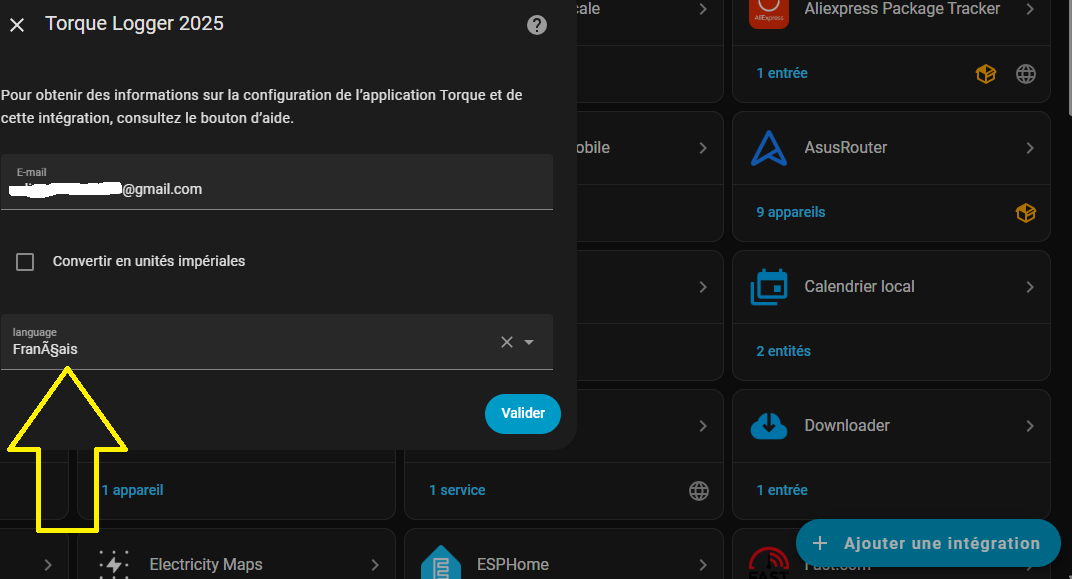 Torque Logger 2025
Pour obtenir des informations sur la configuration de l'application Torque et de
cette intégration, consultez le bouton d'aide.
E-mail
@gmail.com
Convertir en unités impériales
language
FranÃ§ais
Valider
cale
Aliexpress Package Tracker
AliExpress
1 entrée
obile
AsusRouter
9 appareils
Calendrier local
2 entités
Downloader
1 appareil
1 service
1 entrée
Electricity Maps
ESPHome
FAST
Fast.com
Ajouter une intégration